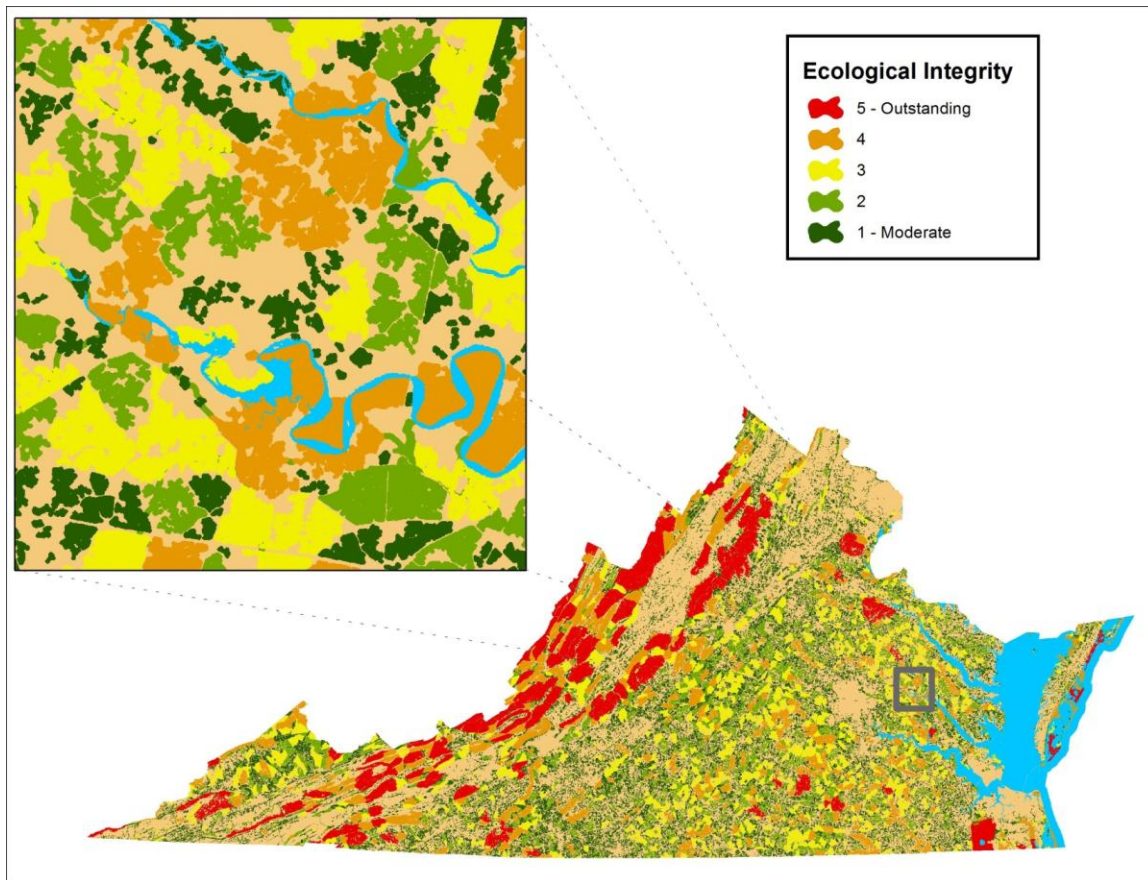 Ecological Integrity
5 - Outstanding
4
3
2
1 - Moderate